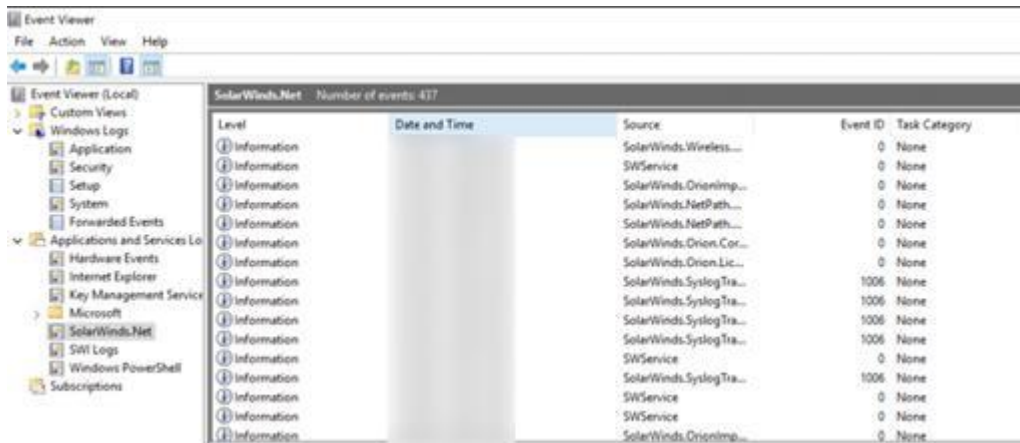 Event Viewer
File Action View Help
Event Viewer (Local)
Custom Views
Windows Logs
Application
Security
Setup
System
Forwarded Events
Applications and Services Lo
Hardware Events
Internet Explorer
Key Management Service
Microsoft
SolarWinds.Net
SWI Logs
Windows PowerShell
Subscriptions
SolarWinds.Net Number of events: 437
Level Date and Time Source Event ID Task Category
Information SolarWinds.Wireless.... 0 None
Information SWService 0 None
Information SolarWinds.OrionImp... 0 None
Information SolarWinds.NetPath.... 0 None
Information SolarWinds.NetPath.... 0 None
Information SolarWinds.Orion.Cor... 0 None
Information SolarWinds.Orion.Lic... 0 None
Information SolarWinds.SyslogTra... 1006 None
Information SolarWinds.SyslogTra... 1006 None
Information SolarWinds.SyslogTra... 1006 None
Information SolarWinds.SyslogTra... 1006 None
Information SWService 0 None
Information SolarWinds.SyslogTra... 1006 None
Information SWService 0 None
Information SWService 0 None
Information SolarWinds.OrionImp... 0 None